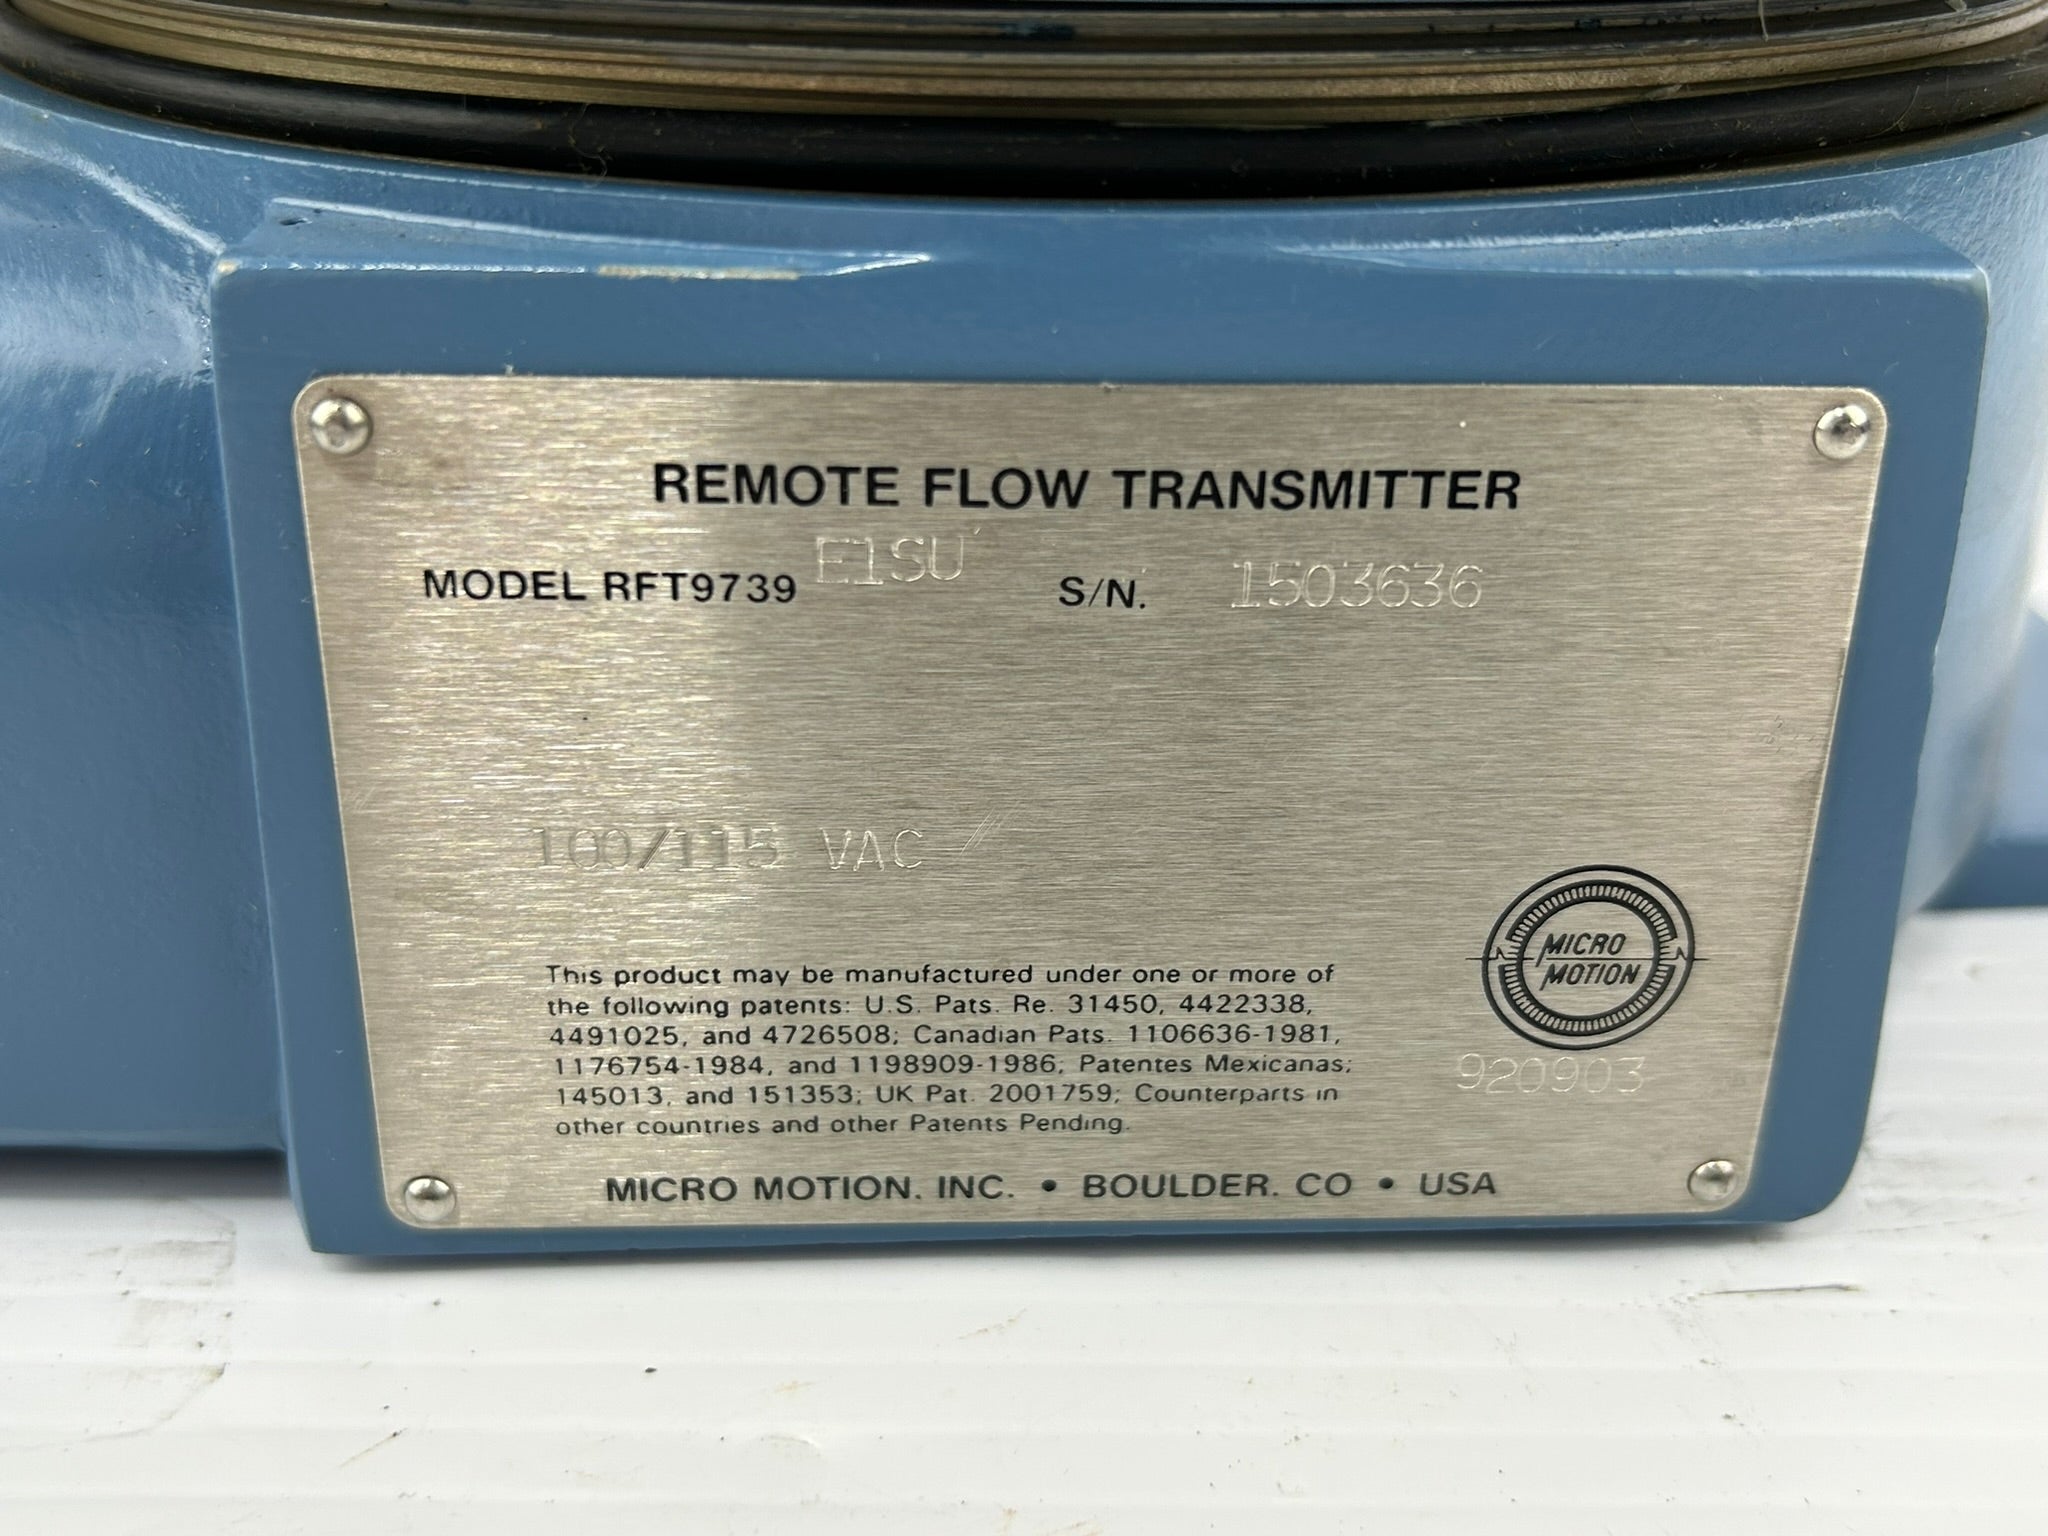 REMOTE FLOW TRANSMITTER
MODEL RFT9739 E1SU S/N. 1503636
100/115 VAC
This product may be manufactured under one or more of
the following patents: U.S. Pats. Re. 31450, 4422338,
4491025, and 4726508; Canadian Pats. 1106636-1981,
1176754-1984, and 1198909-1986; Patentes Mexicanas:
145013, and 151353; UK Pat. 2001759; Counterparts in
other countries and other Patents Pending.
MICRO
MOTION
920903
MICRO MOTION, INC. • BOULDER, CO • USA